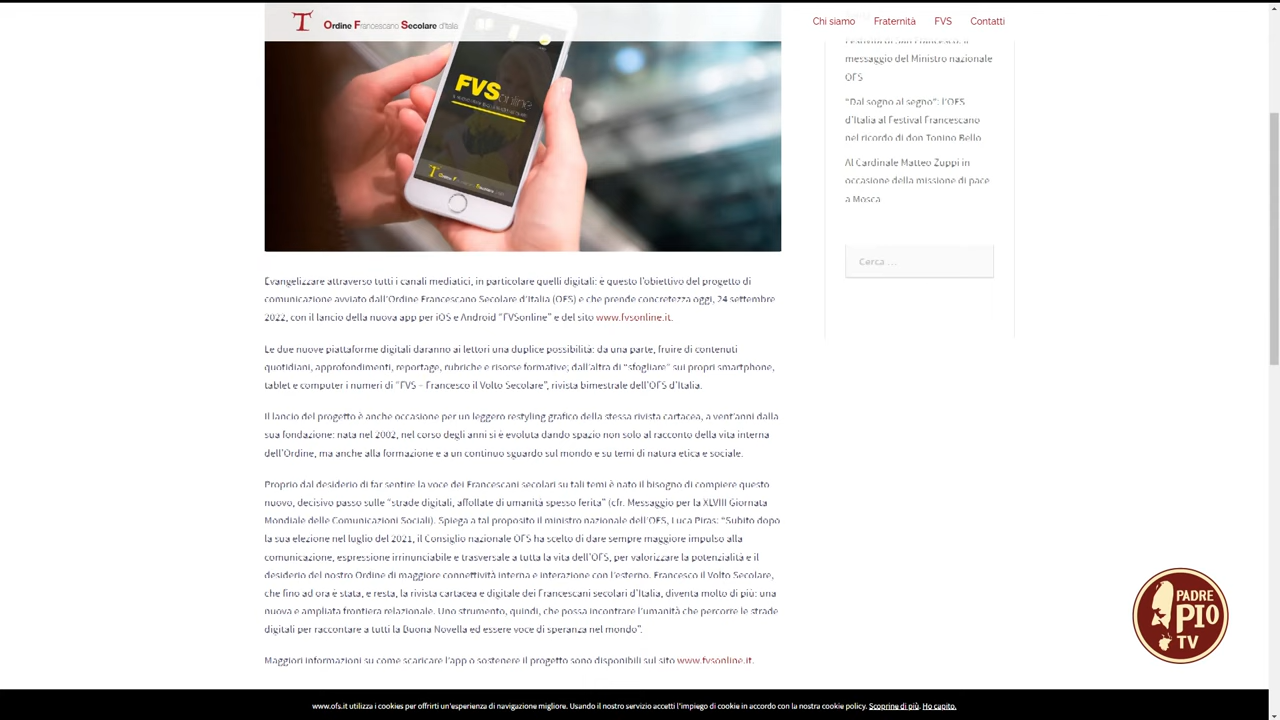 Ordine Francescano Secolare d'Italia
Chi siamo Fraternità FVS Contatti
FVSonline
messaggio del Ministro nazionale
OFS
"Dal sogno al segno": l'OFS
d'Italia al Festival Francescano
nel ricordo di don Tonino Bello
Al Cardinale Matteo Zuppi in
occasione della missione di pace
a Mosca
Cerca …
Evangelizzare attraverso tutti i canali mediatici, in particolare quelli digitali: è questo l'obiettivo del progetto di
comunicazione avviato dall'Ordine Francescano Secolare d'Italia (OFS) e che prende concretezza oggi, 24 settembre
2022, con il lancio della nuova app per iOS e Android "FVSonline" e del sito www.fvsonline.it.
Le due nuove piattaforme digitali daranno ai lettori una duplice possibilità: da una parte, fruire di contenuti
quotidiani, approfondimenti, reportage, rubriche e risorse formative; dall'altra di "sfogliare" sui propri smartphone,
tablet e computer i numeri di "FVS – Francesco il Volto Secolare", rivista bimestrale dell'OFS d'Italia.
Il lancio del progetto è anche occasione per un leggero restyling grafico della stessa rivista cartacea, a vent'anni dalla
sua fondazione: nata nel 2002, nel corso degli anni si è evoluta dando spazio non solo al racconto della vita interna
dell'Ordine, ma anche alla formazione e a un continuo sguardo sul mondo e su temi di natura etica e sociale.
Proprio dal desiderio di far sentire la voce dei Francescani secolari su tali temi è nato il bisogno di compiere questo
nuovo, decisivo passo sulle "strade digitali, affollate di umanità spesso ferita" (cfr. Messaggio per la XLVIII Giornata
Mondiale delle Comunicazioni Sociali). Spiega a tal proposito il ministro nazionale dell'OFS, Luca Piras: "Subito dopo
la sua elezione nel luglio del 2021, il Consiglio nazionale OFS ha scelto di dare sempre maggiore impulso alla
comunicazione, espressione irrinunciabile e trasversale a tutta la vita dell'OFS, per valorizzare la potenzialità e il
desiderio del nostro Ordine di maggiore connettività interna e interazione con l'esterno. Francesco il Volto Secolare,
che fino ad ora è stata, e resta, la rivista cartacea e digitale dei Francescani secolari d'Italia, diventa molto di più: una
nuova e ampliata frontiera relazionale. Uno strumento, quindi, che possa incontrare l'umanità che percorre le strade
digitali per raccontare a tutti la Buona Novella ed essere voce di speranza nel mondo".
Maggiori informazioni su come scaricare l'app o sostenere il progetto sono disponibili sul sito www.fvsonline.it.
PADRE
PIO
TV
www.ofs.it utilizza i cookies per offrirti un'esperienza di navigazione migliore. Usando il nostro servizio accetti l'impiego di cookie in accordo con la nostra cookie policy. Scoprine di più. Ho capito.